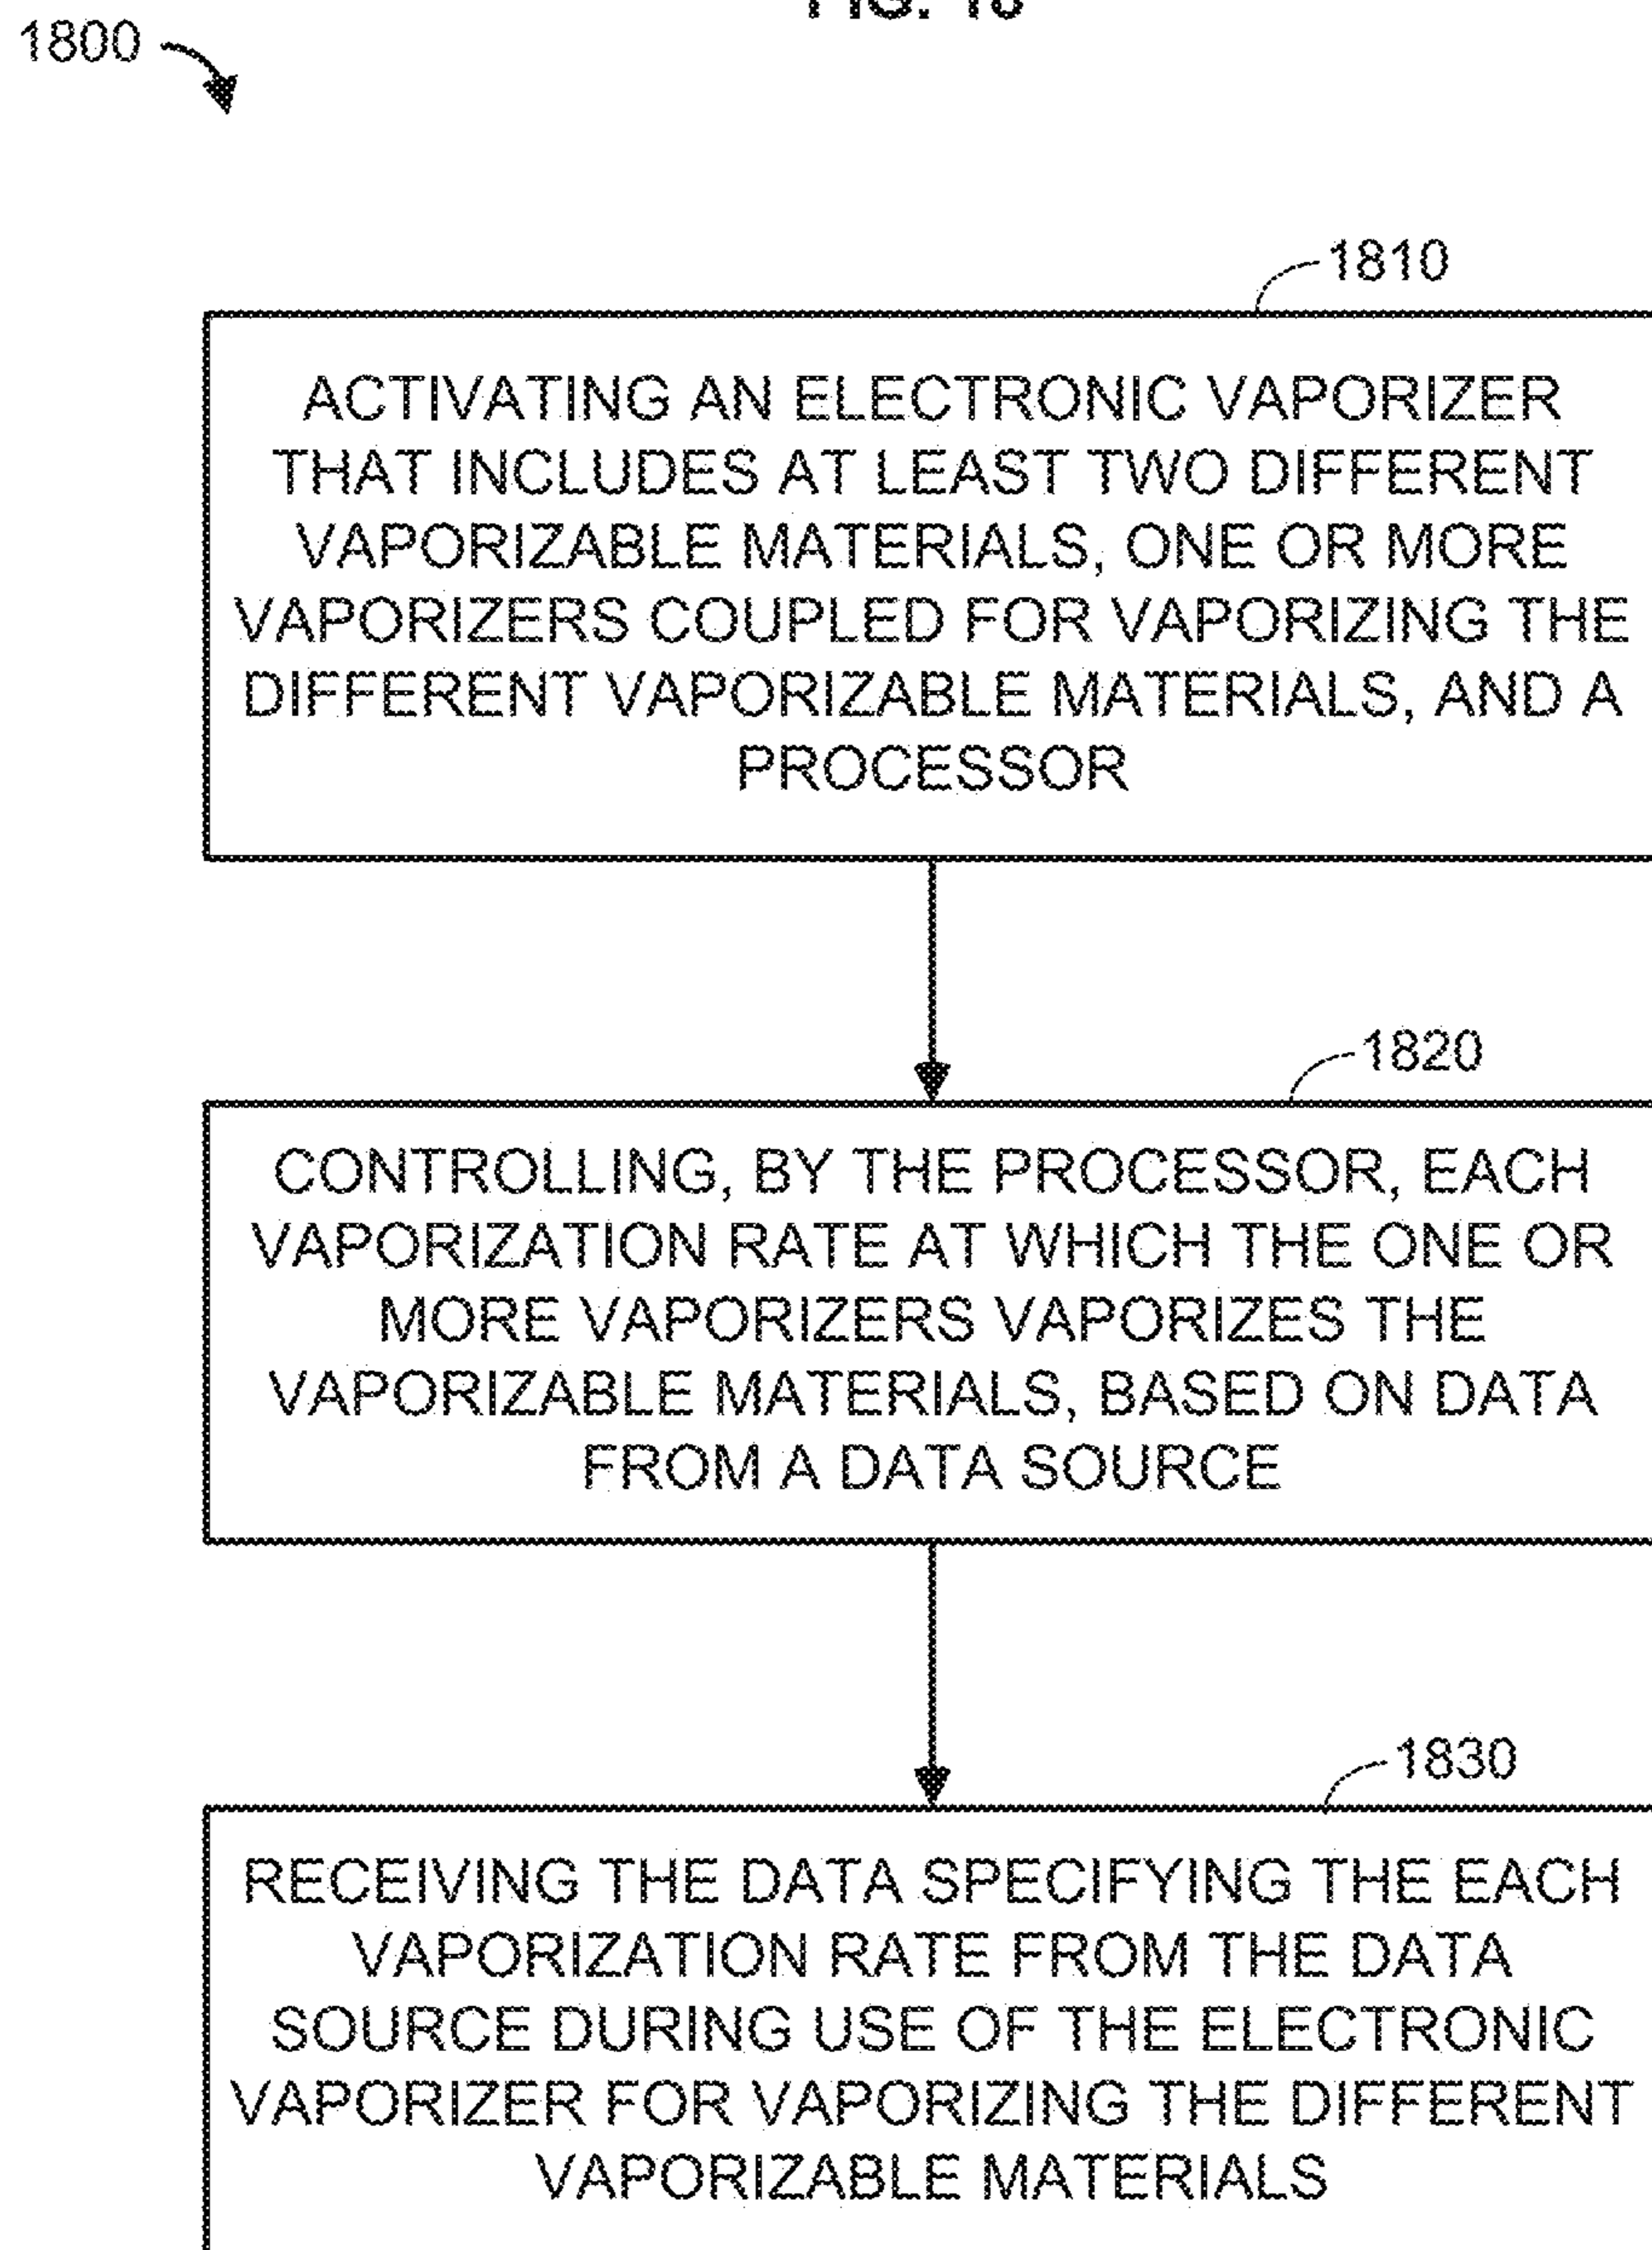 1800
1810
ACTIVATING AN ELECTRONIC VAPORIZER
THAT INCLUDES AT LEAST TWO DIFFERENT
VAPORIZABLE MATERIALS, ONE OR MORE
VAPORIZERS COUPLED FOR VAPORIZING THE
DIFFERENT VAPORIZABLE MATERIALS, AND A
PROCESSOR
1820
CONTROLLING, BY THE PROCESSOR, EACH
VAPORIZATION RATE AT WHICH THE ONE OR
MORE VAPORIZERS VAPORIZES THE
VAPORIZABLE MATERIALS, BASED ON DATA
FROM A DATA SOURCE
1830
RECEIVING THE DATA SPECIFYING THE EACH
VAPORIZATION RATE FROM THE DATA
SOURCE DURING USE OF THE ELECTRONIC
VAPORIZER FOR VAPORIZING THE DIFFERENT
VAPORIZABLE MATERIALS